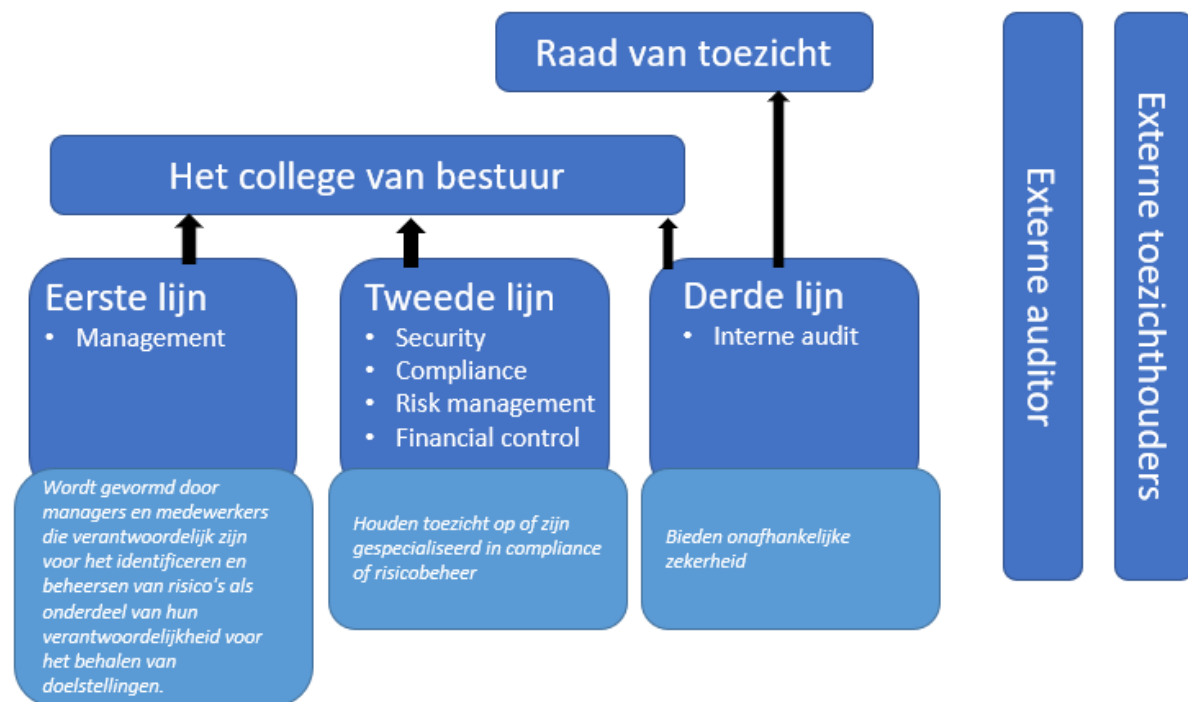 Raad van toezicht
Het college van bestuur
Eerste lijn
• Management
Wordt gevormd door
managers en medewerkers
die verantwoordelijk zijn
voor het identificeren en
beheersen van risico's als
onderdeel van hun
verantwoordelijkheid voor
het behalen van
doelstellingen.
Tweede lijn
• Security
• Compliance
• Risk management
• Financial control
Houden toezicht op of zijn
gespecialiseerd in compliance
of risicobeheer
Derde lijn
• Interne audit
Bieden onafhankelijke
zekerheid
Externe auditor
Externe toezichthouders